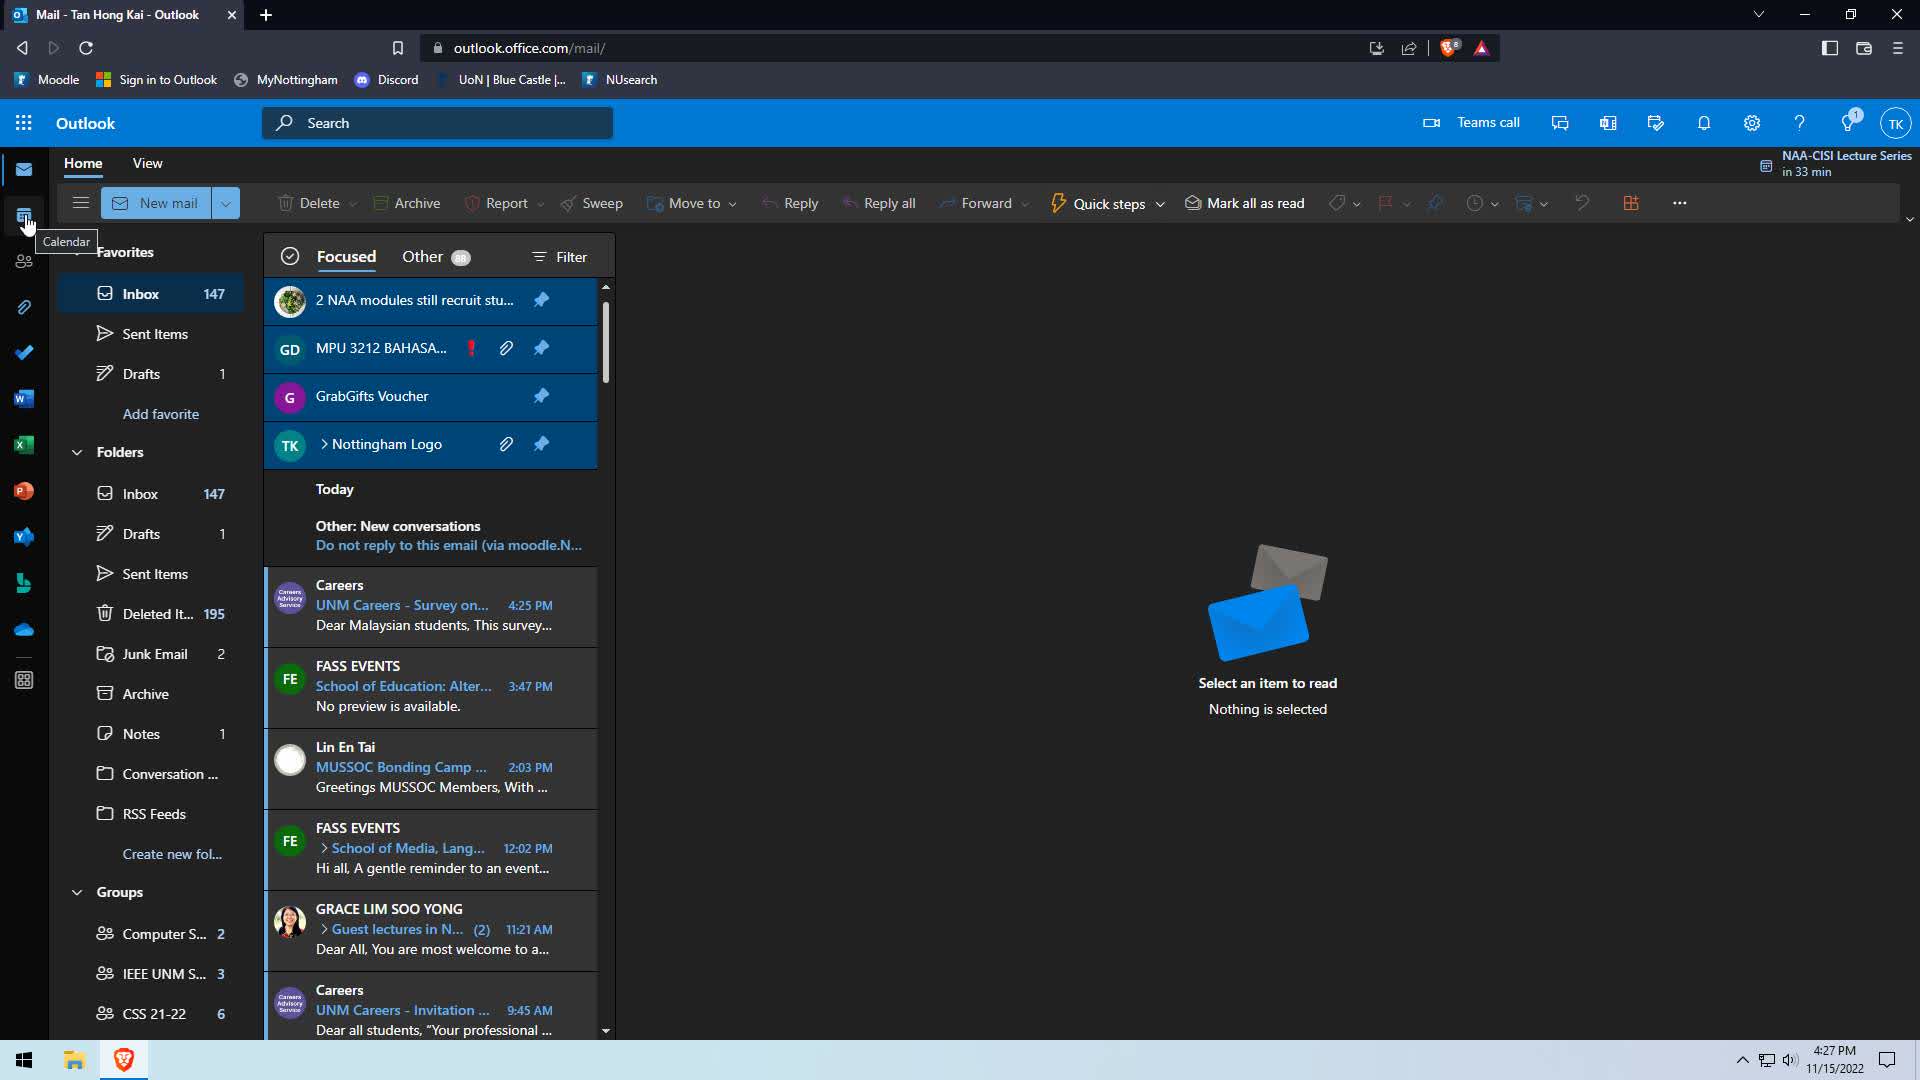 Mail - Tan Hong Kai - Outlook
outlook.office.com/mail/
8
Moodle
Sign in to Outlook
MyNottingham
Discord
UoN | Blue Castle |...
NUsearch
Outlook
Search
Teams call
1
TK
Home
View
NAA-CISI Lecture Series
in 33 min
New mail
Delete
Archive
Report
Sweep
Move to
Reply
Reply all
Forward
Quick steps
Mark all as read
Calendar
Favorites
Inbox 147
Sent Items
Drafts 1
Add favorite
Folders
Inbox 147
Drafts 1
Sent Items
Deleted It... 195
Junk Email 2
Archive
Notes 1
Conversation ...
RSS Feeds
Create new fol...
Groups
Computer S... 2
IEEE UNM S... 3
CSS 21-22 6
Focused
Other 88
Filter
2 NAA modules still recruit stu...
GD MPU 3212 BAHASA...
G GrabGifts Voucher
TK Nottingham Logo
Today
Other: New conversations
Do not reply to this email (via moodle.N...
Careers Advisory Service
Careers
UNM Careers - Survey on... 4:25 PM
Dear Malaysian students, This survey...
FE
FASS EVENTS
School of Education: Alter... 3:47 PM
No preview is available.
Lin En Tai
MUSSOC Bonding Camp ... 2:03 PM
Greetings MUSSOC Members, With ...
FE
FASS EVENTS
School of Media, Lang... 12:02 PM
Hi all, A gentle reminder to an event...
GRACE LIM SOO YONG
Guest lectures in N... (2) 11:21 AM
Dear All, You are most welcome to a...
Careers Advisory Service
Careers
UNM Careers - Invitation ... 9:45 AM
Dear all students, "Your professional ...
Select an item to read
Nothing is selected
4:27 PM
11/15/2022